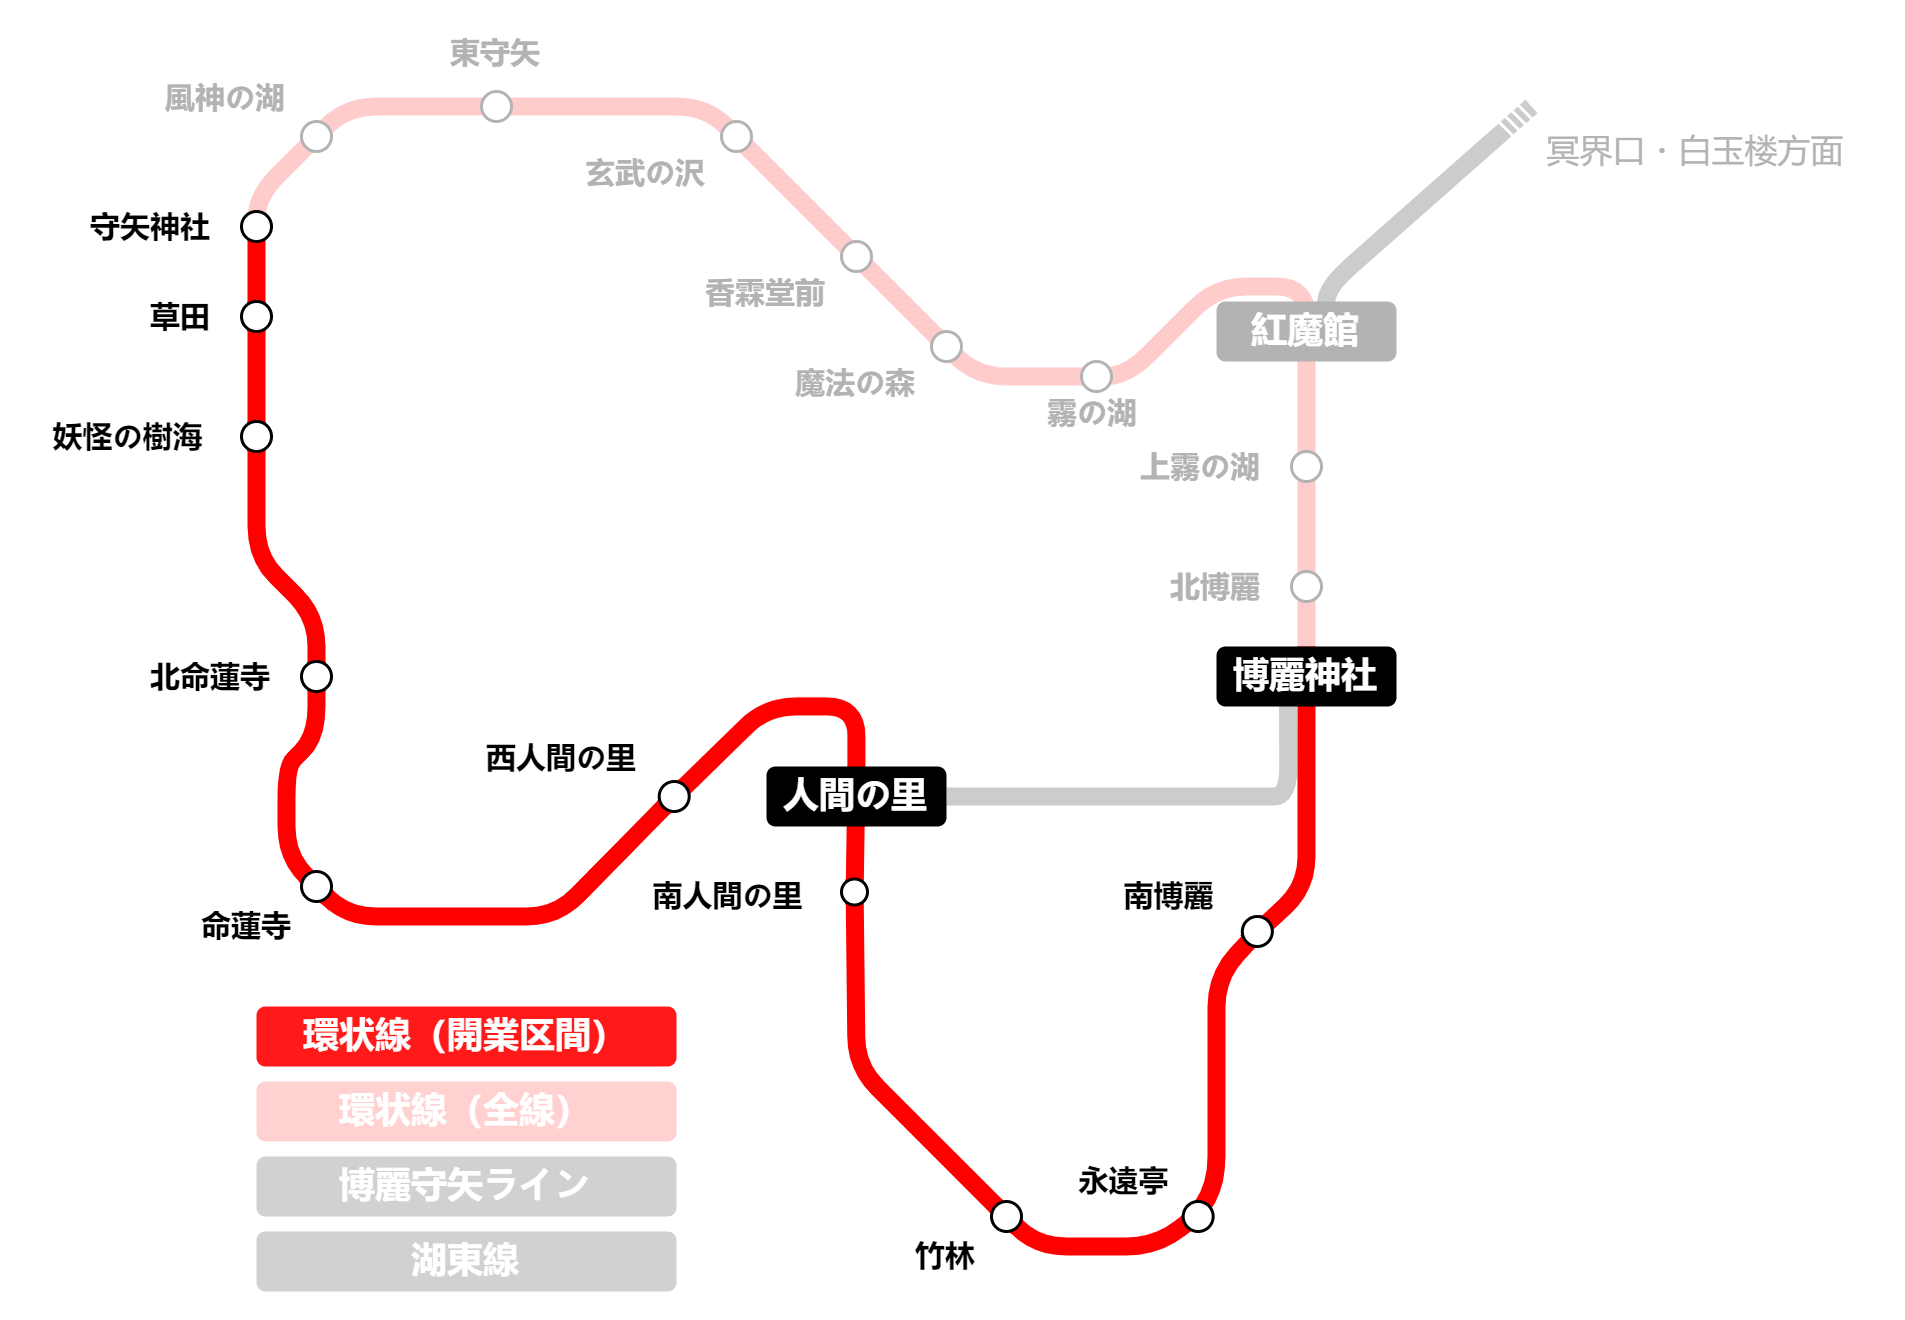 東守矢
風神の湖
玄武の沢
冥界口・白玉楼方面
守矢神社
香霖堂前
草田
紅魔館
魔法の森
霧の湖
妖怪の樹海
上霧の湖
北博麗
北命蓮寺
博麗神社
西人間の里
人間の里
南人間の里
南博麗
命蓮寺
環状線（開業区間）
環状線（全線）
博麗守矢ライン
永遠亭
竹林
湖東線